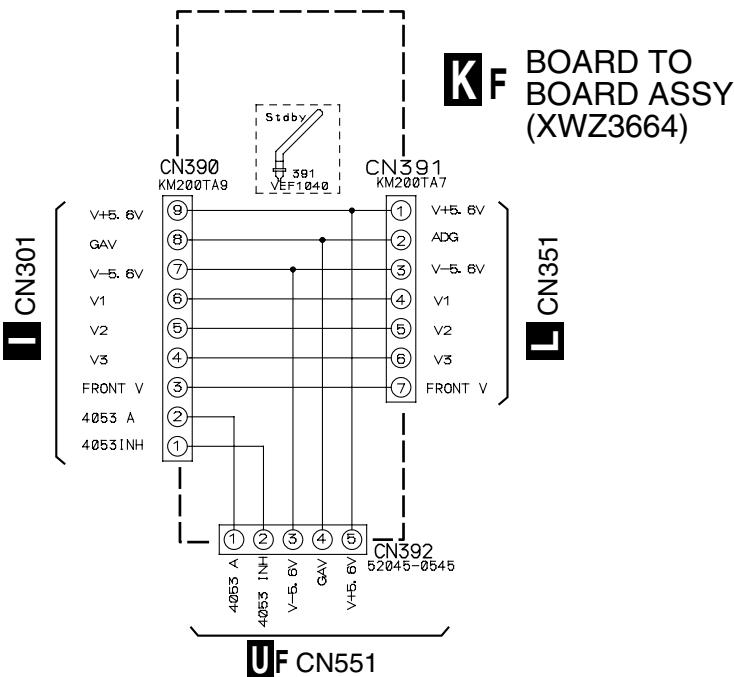 K F BOARD TO
BOARD ASSY
(XWZ3664)
Stdby
391
VEF1040
CN390
KM200TA9
CN391
KM200TA7
I CN301
V+5.6V 9
GAV 8
V-5.6V 7
V1 6
V2 5
V3 4
FRONT V 3
4053 A 2
4053INH 1
1 V+5.6V
2 ADG
3 V-5.6V
4 V1
5 V2
6 V3
7 FRONT V
L CN351
1 2 3 4 5
CN392
52045-0545
4053 A
4053 INH
V-5.6V
GAV
V+5.6V
UF CN551